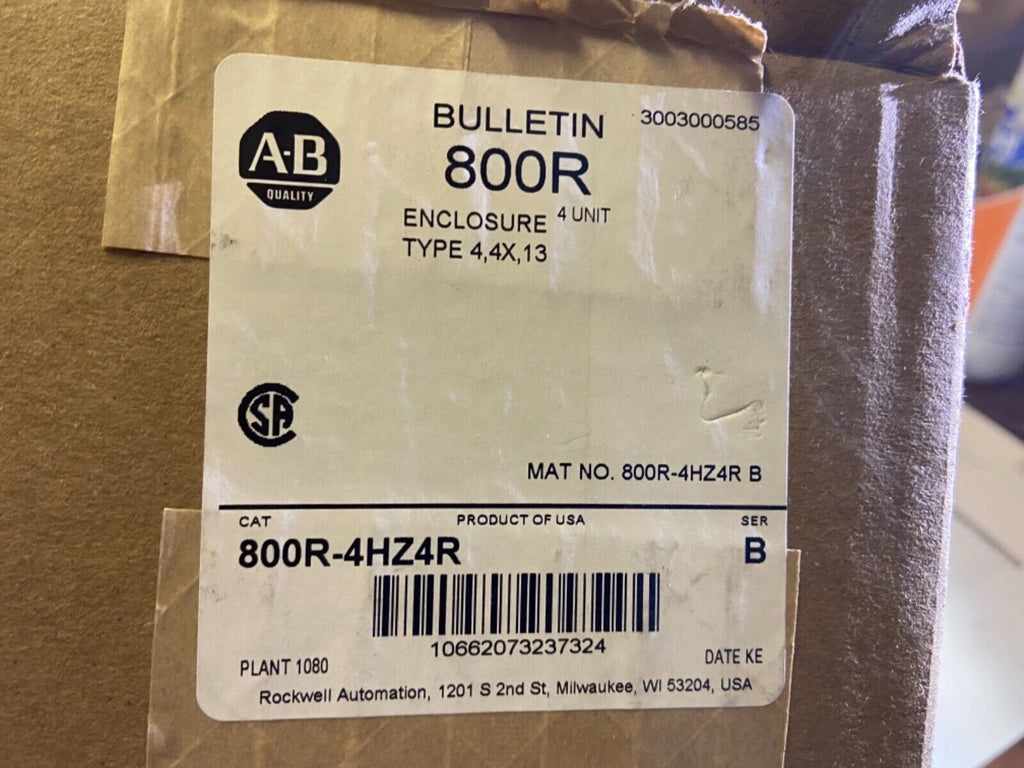 A-B
QUALITY
BULLETIN
800R
3003000585
ENCLOSURE 4 UNIT
TYPE 4,4X,13
SA
MAT NO. 800R-4HZ4R B
CAT PRODUCT OF USA SER
800R-4HZ4R B
10662073237324
PLANT 1080 DATE KE
Rockwell Automation, 1201 S 2nd St, Milwaukee, WI 53204, USA